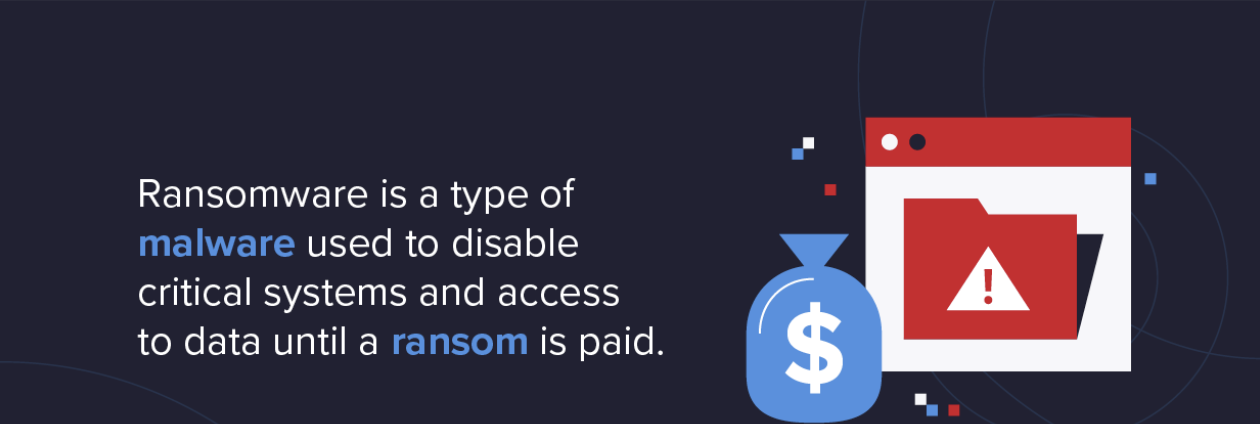 Ransomware is a type of
malware used to disable
critical systems and access
to data until a ransom is paid.
!
$